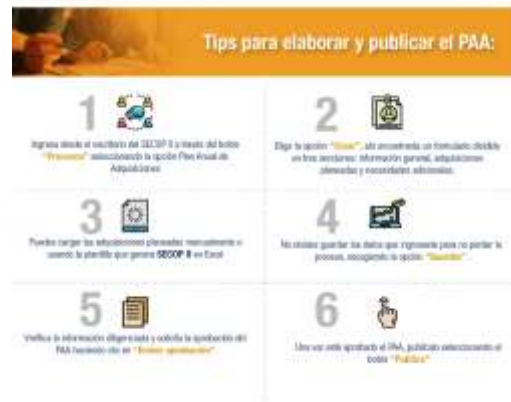 Tips para elaborar y publicar el PAA:
1
Ingresa desde el escritorio del SECOP II a través del botón
"Procesos" seleccionando la opción Plan Anual de
Adquisiciones
2
Elige la opción "Crear", allí encontrarás un formulario dividido
en tres secciones: información general, adquisiciones
planeadas y necesidades adicionales.
3
Puedes cargar las adquisiciones planeadas manualmente o
usando la plantilla que genera SECOP II en Excel
4
No olvides guardar los datos que ingresaste para no perder tu
proceso, escogiendo la opción "Guardar".
5
Verifica la información diligenciada y solicita la aprobación del
PAA haciendo clic en "Enviar aprobación"
6
Una vez esté aprobado el PAA, publícalo seleccionando el
botón "Publicar"